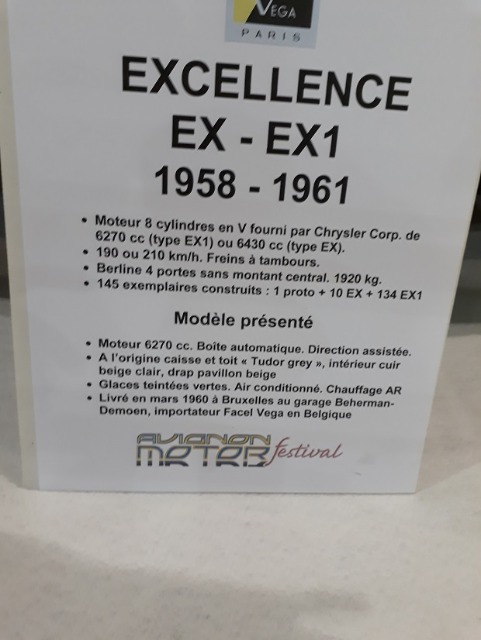 VEGA
PARIS
EXCELLENCE
EX - EX1
1958 - 1961
• Moteur 8 cylindres en V fourni par Chrysler Corp. de
6270 cc (type EX1) ou 6430 cc (type EX).
• 190 ou 210 km/h. Freins à tambours.
• Berline 4 portes sans montant central. 1920 kg.
• 145 exemplaires construits : 1 proto + 10 EX + 134 EX1
Modèle présenté
• Moteur 6270 cc. Boîte automatique. Direction assistée.
• A l'origine caisse et toit « Tudor grey », intérieur cuir
beige clair, drap pavillon beige
• Glaces teintées vertes. Air conditionné. Chauffage AR
• Livré en mars 1960 à Bruxelles au garage Beherman-
Demoen, importateur Facel Vega en Belgique
AVIGNON
MOTOR festival